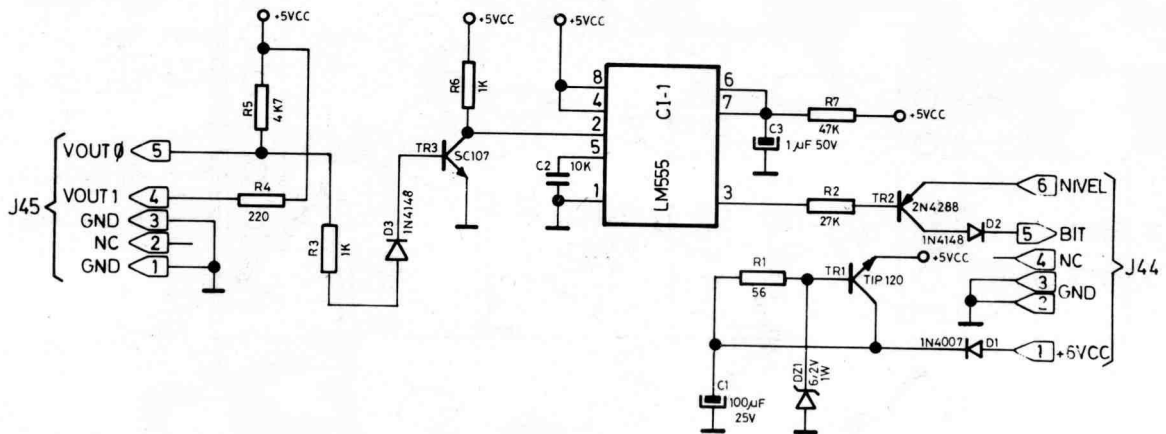 +5VCC
+5VCC
+5VCC
R5
4K7
R6
1K
8
4
2
5
1
6
7
3
CI-1
LM555
R7
47K
+5VCC
C3
1µF 50V
J45
VOUTØ 5
VOUT1 4
GND 3
NC 2
GND 1
R4
220
R3
1K
D3
1N4148
TR3
SC107
C2
10K
R2
27K
TR2
2N4288
1N4148
D2
6 NIVEL
5 BIT
4 NC
3
GND
2
1 +6VCC
J44
+5VCC
R1
56
TR1
TIP120
1N4007
D1
C1
100µF
25V
DZ1
6/2V
1W